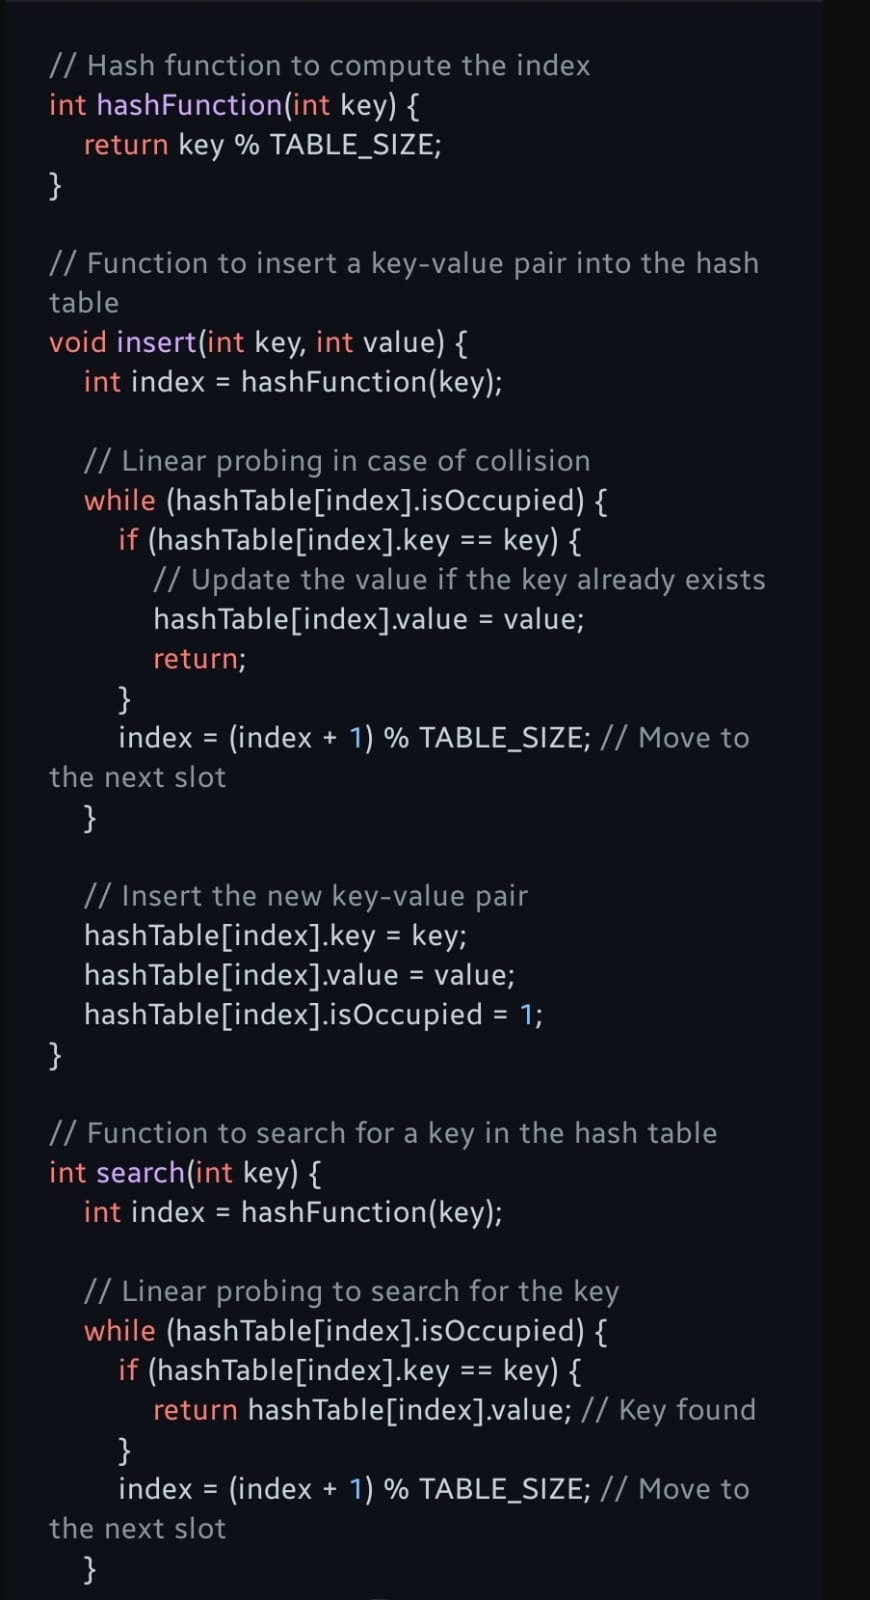 // Hash function to compute the index
int hashFunction(int key) {
return key % TABLE_SIZE;
}
// Function to insert a key-value pair into the hash
table
void insert(int key, int value) {
int index = hashFunction(key);
// Linear probing in case of collision
while (hashTable[index].isOccupied) {
if (hashTable[index].key == key) {
// Update the value if the key already exists
hashTable[index].value = value;
return;
}
index = (index + 1) % TABLE_SIZE; // Move to
the next slot
}
// Insert the new key-value pair
hashTable[index].key = key;
hashTable[index].value = value;
hashTable[index].isOccupied = 1;
}
// Function to search for a key in the hash table
int search(int key) {
int index = hashFunction(key);
// Linear probing to search for the key
while (hashTable[index].isOccupied) {
if (hashTable[index].key == key) {
return hashTable[index].value; // Key found
}
index = (index + 1) % TABLE_SIZE; // Move to
the next slot
}